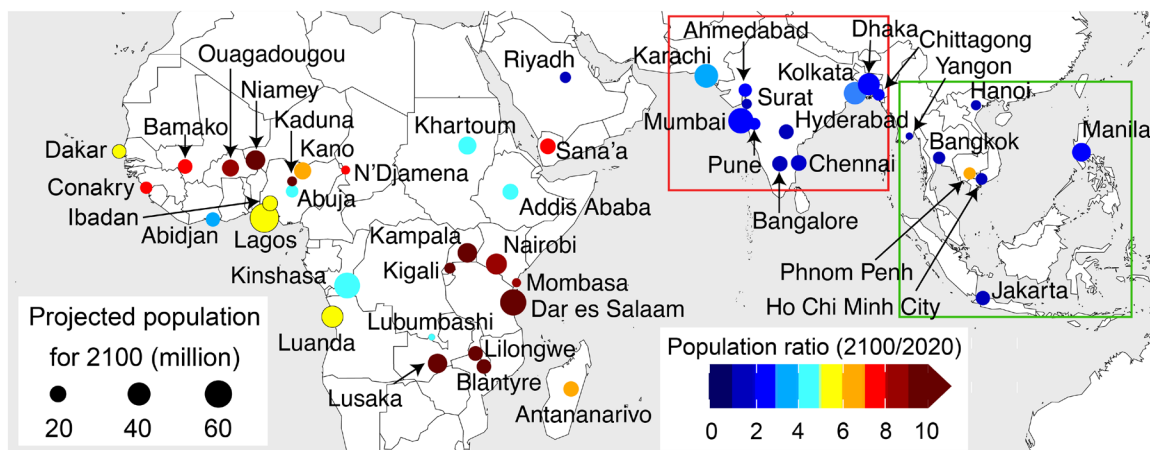 Ouagadougou
Niamey
Bamako
Kaduna
Kano
Dakar
Conakry
Ibadan
Abidjan
Lagos
Abuja
N'Djamena
Khartoum
Riyadh
Sana'a
Addis Ababa
Kampala
Nairobi
Kinshasa
Kigali
Mombasa
Dar es Salaam
Luanda
Lubumbashi
Lilongwe
Lusaka
Blantyre
Antananarivo
Ahmedabad
Karachi
Dhaka
Chittagong
Kolkata
Yangon
Surat
Hanoi
Mumbai
Hyderabad
Bangkok
Manila
Pune
Chennai
Bangalore
Phnom Penh
Ho Chi Minh City
Jakarta
Projected population
for 2100 (million)
20 40 60
Population ratio (2100/2020)
0 2 4 6 8 10